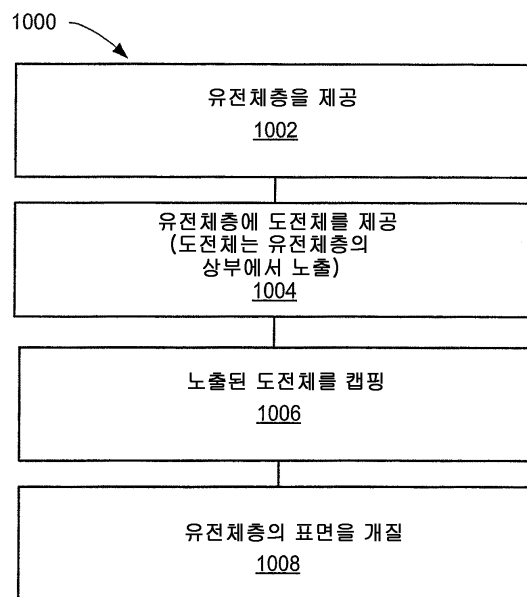 1000
유전체층을 제공
1002
유전체층에 도전체를 제공
(도전체는 유전체층의
상부에서 노출)
1004
노출된 도전체를 캡핑
1006
유전체층의 표면을 개질
1008